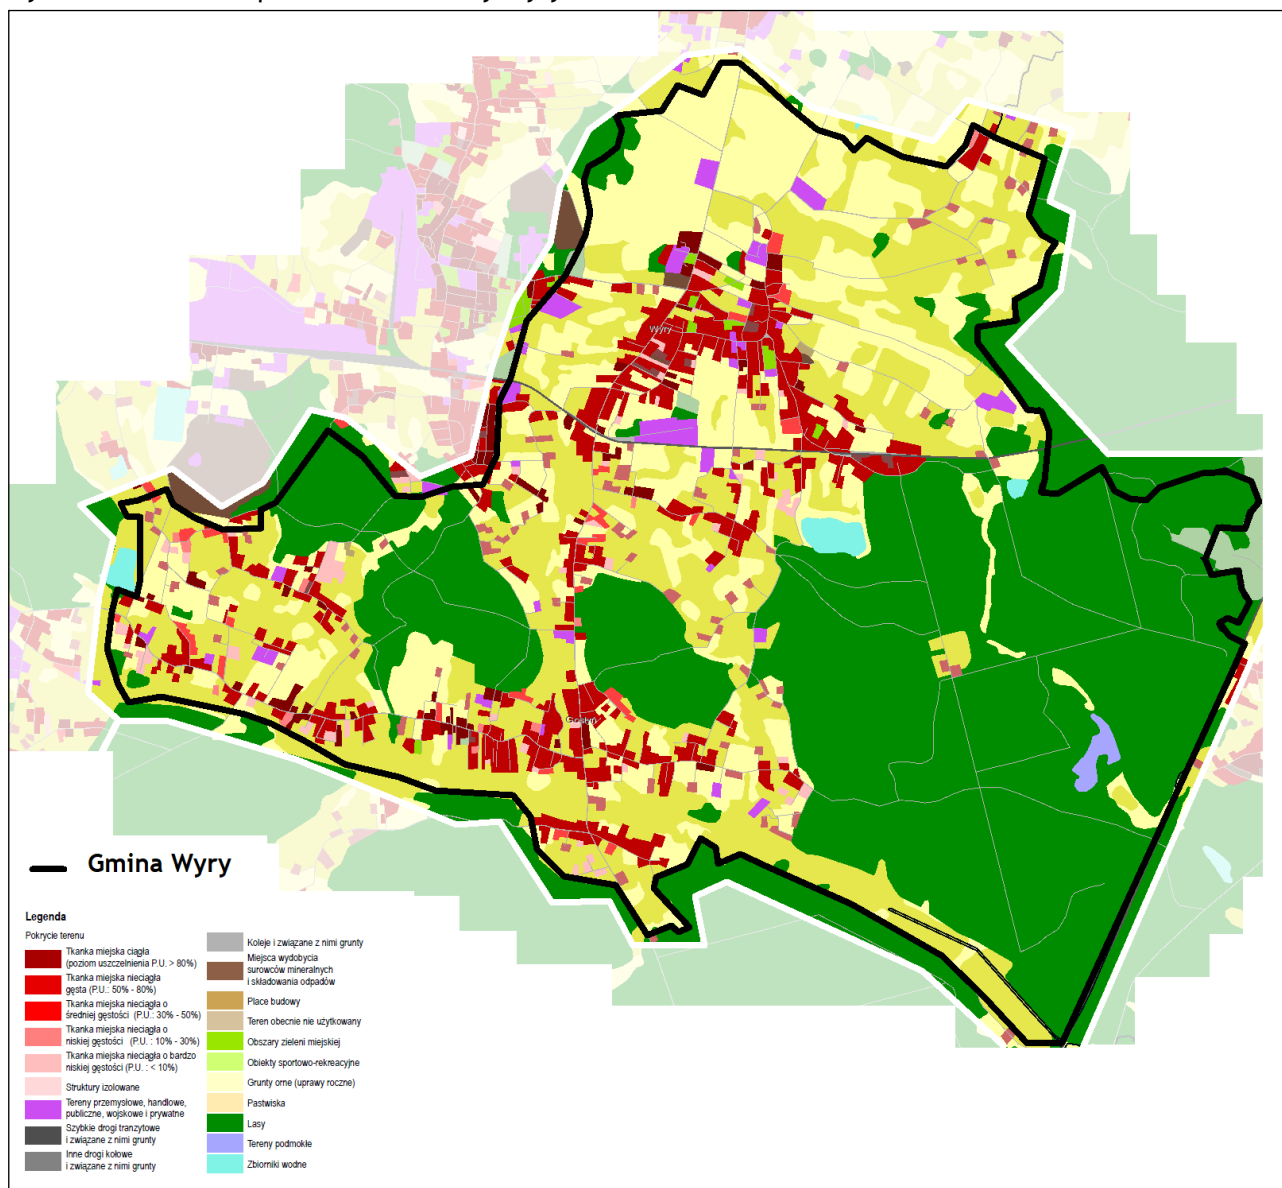 Wyry
Gostyń
Gmina Wyry
Legenda
Pokrycie terenu
Tkanka miejska ciągła
(poziom uszczelnienia P.U. > 80%)
Tkanka miejska nieciągła
gęsta (P.U.: 50% - 80%)
Tkanka miejska nieciągła o
średniej gęstości (P.U.: 30% - 50%)
Tkanka miejska nieciągła o
niskiej gęstości (P.U. : 10% - 30%)
Tkanka miejska nieciągła o bardzo
niskiej gęstości (P.U. : < 10%)
Struktury izolowane
Tereny przemysłowe, handlowe,
publiczne, wojskowe i prywatne
Szybkie drogi tranzytowe
i związane z nimi grunty
Inne drogi kołowe
i związane z nimi grunty
Koleje i związane z nimi grunty
Miejsca wydobycia
surowców mineralnych
i składowania odpadów
Place budowy
Teren obecnie nie użytkowany
Obszary zieleni miejskiej
Obiekty sportowo-rekreacyjne
Grunty orne (uprawy roczne)
Pastwiska
Lasy
Tereny podmokłe
Zbiorniki wodne